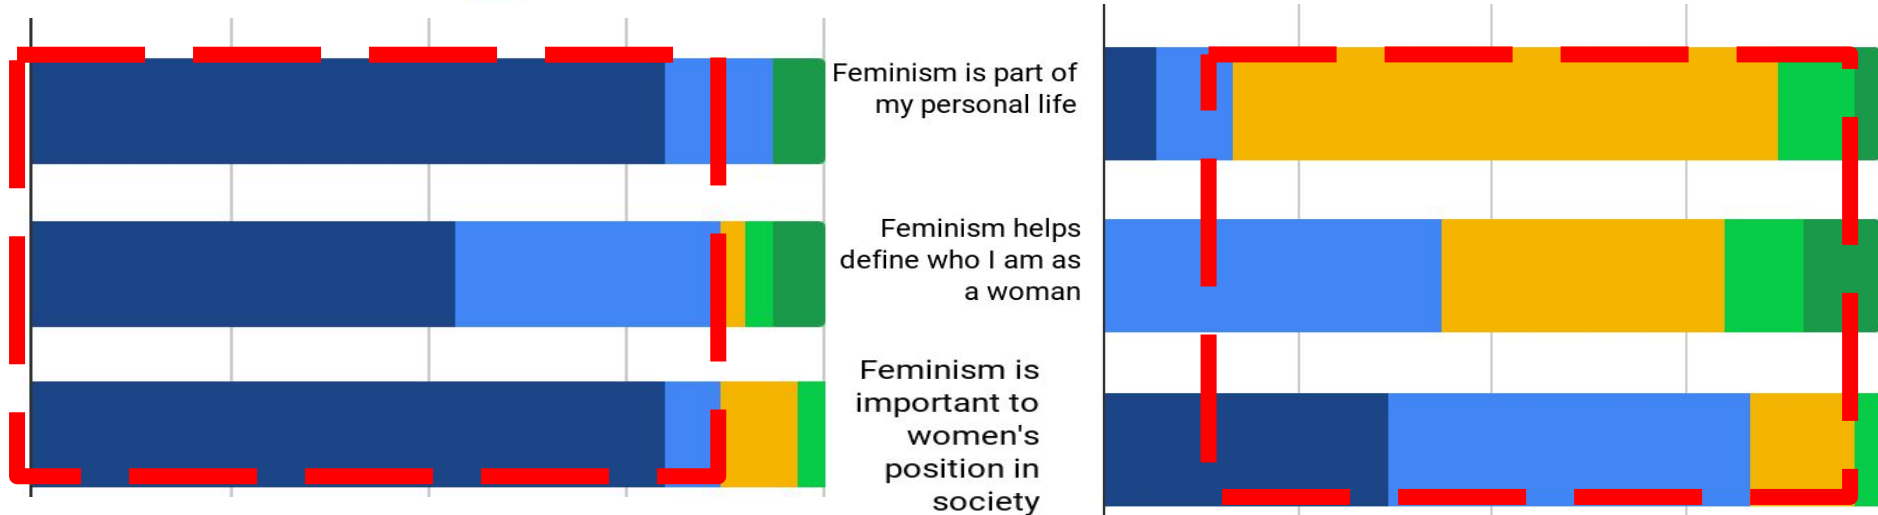 Feminism is part of
my personal life
Feminism helps
define who I am as
a woman
Feminism is
important to
women's
position in
society